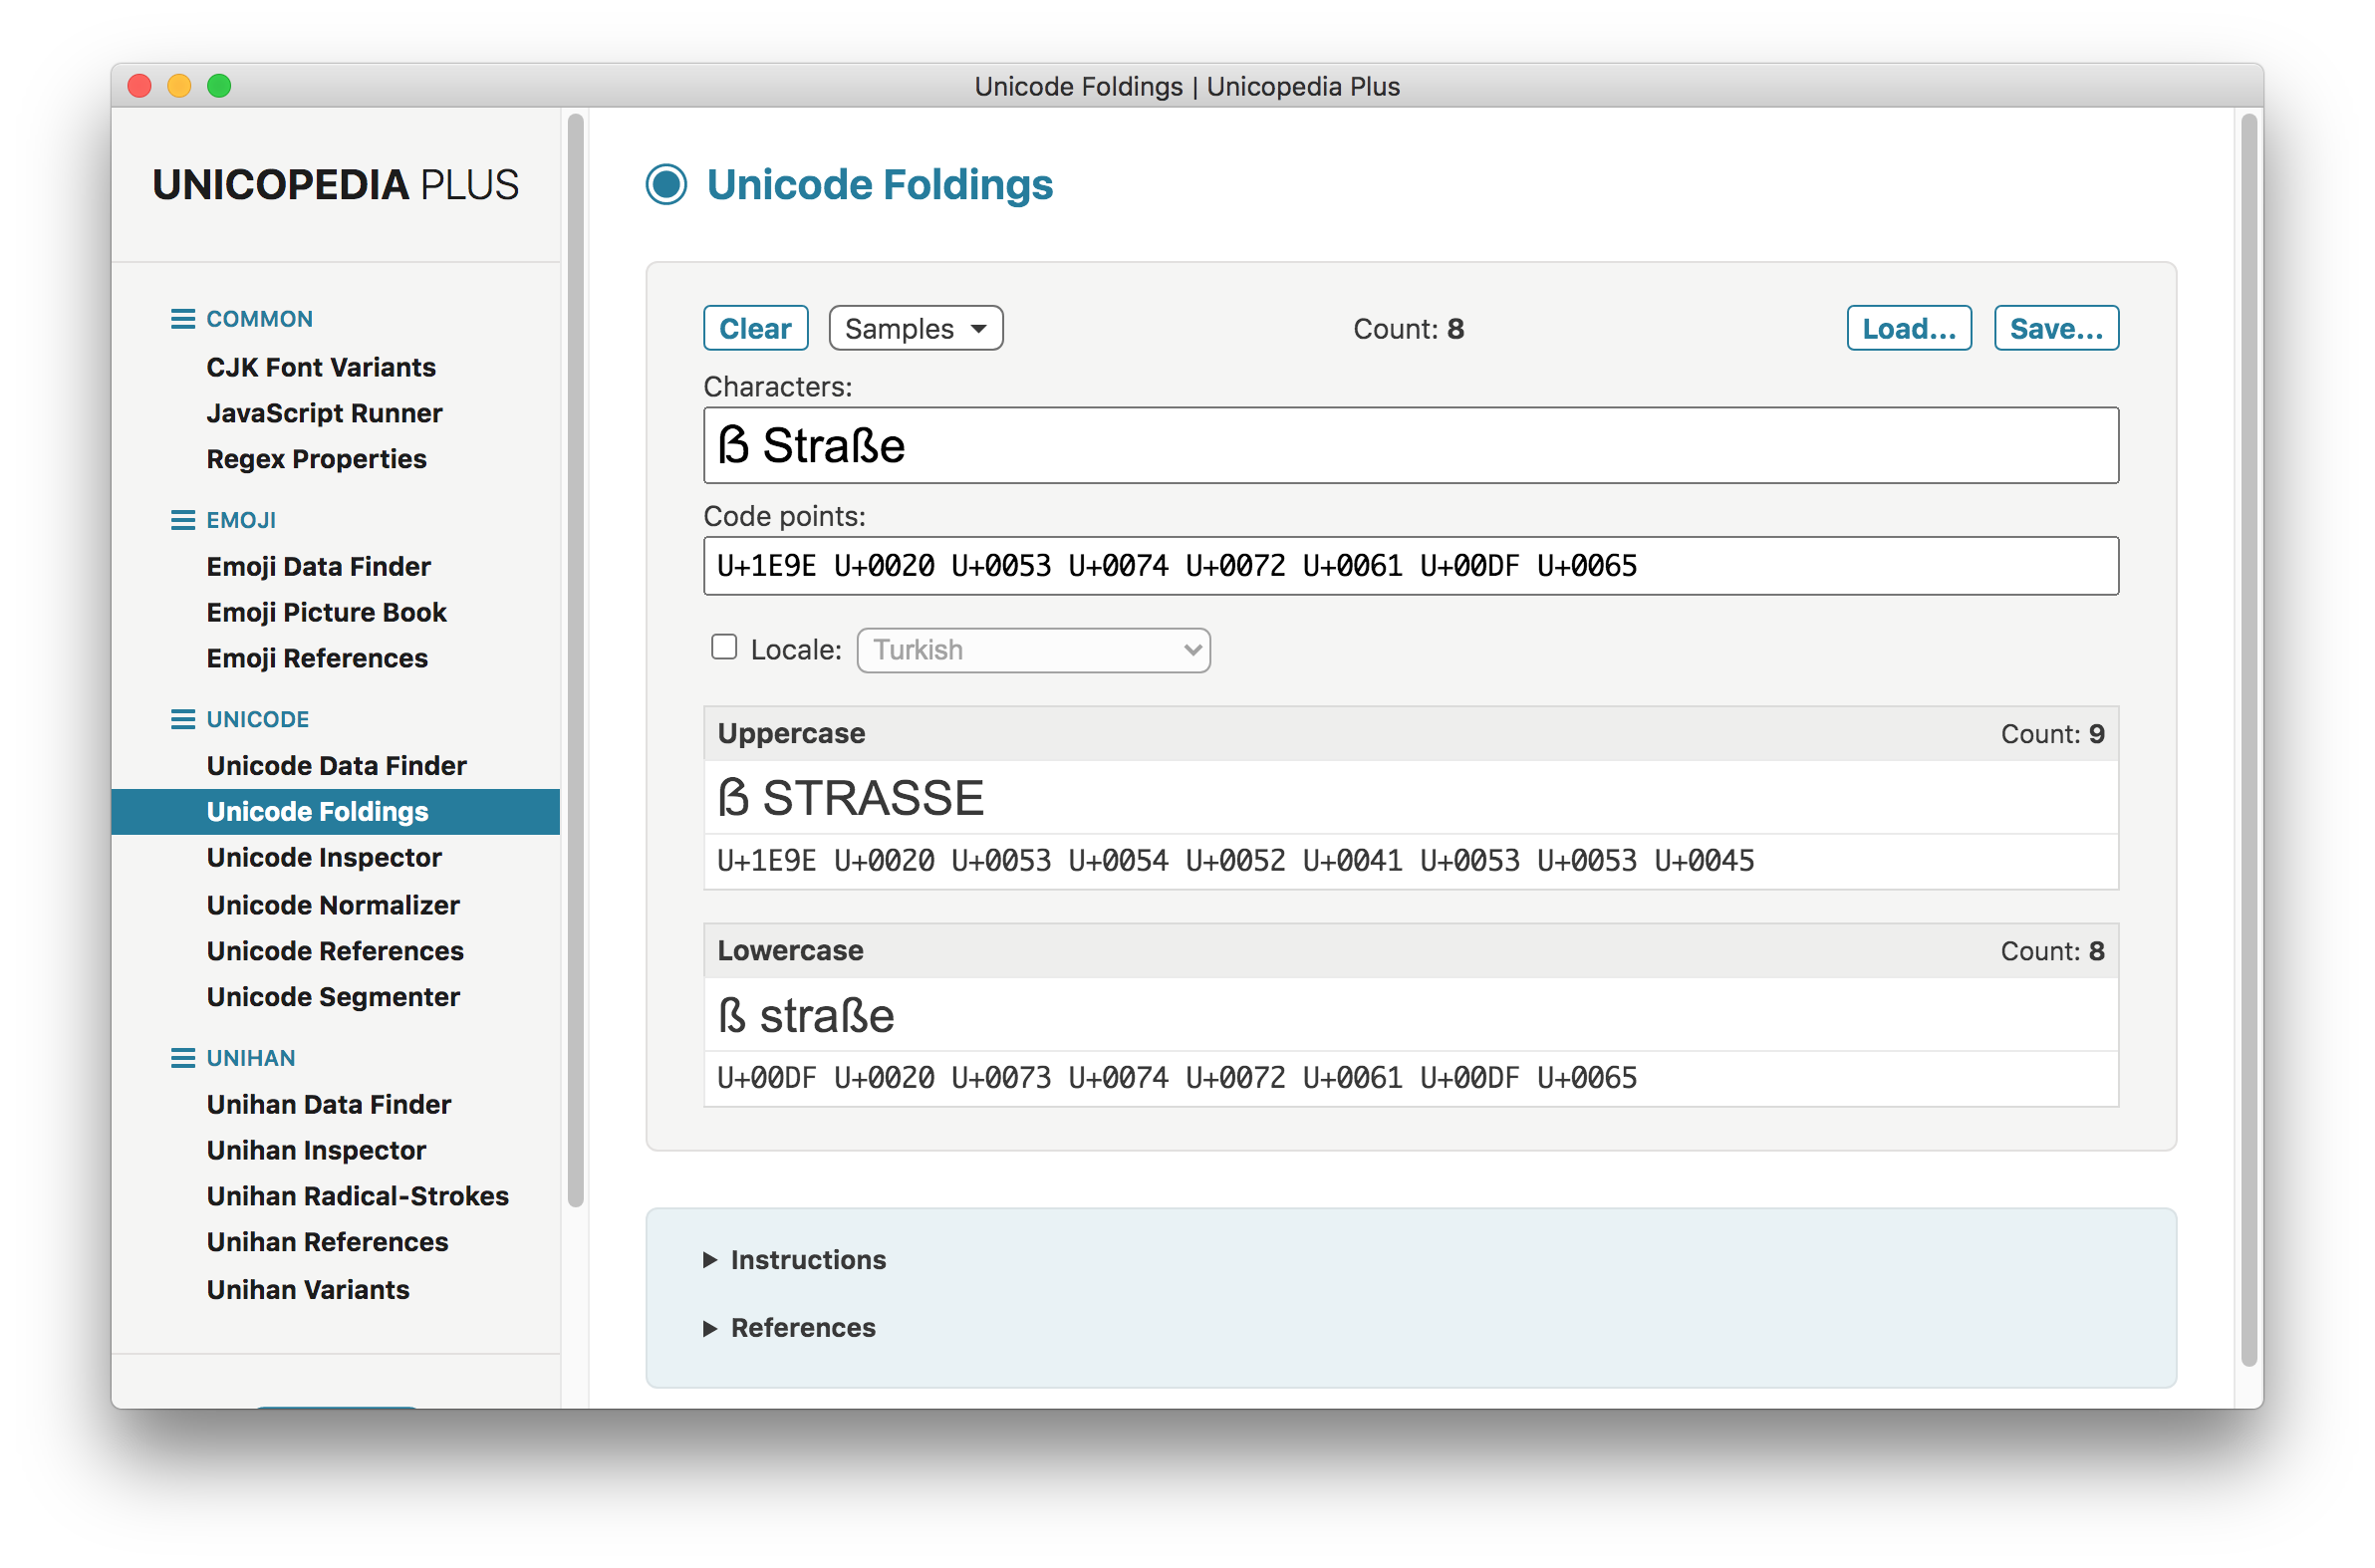 Unicode Foldings | Unicopedia Plus
UNICOPEDIA PLUS
COMMON
CJK Font Variants
JavaScript Runner
Regex Properties
EMOJI
Emoji Data Finder
Emoji Picture Book
Emoji References
UNICODE
Unicode Data Finder
Unicode Foldings
Unicode Inspector
Unicode Normalizer
Unicode References
Unicode Segmenter
UNIHAN
Unihan Data Finder
Unihan Inspector
Unihan Radical-Strokes
Unihan References
Unihan Variants
Unicode Foldings
Clear Samples Count: 8 Load... Save...
Characters:
ẞ Straße
Code points:
U+1E9E U+0020 U+0053 U+0074 U+0072 U+0061 U+00DF U+0065
Locale: Turkish
Uppercase Count: 9
ẞ STRASSE
U+1E9E U+0020 U+0053 U+0054 U+0052 U+0041 U+0053 U+0053 U+0045
Lowercase Count: 8
ß straße
U+00DF U+0020 U+0073 U+0074 U+0072 U+0061 U+00DF U+0065
Instructions
References